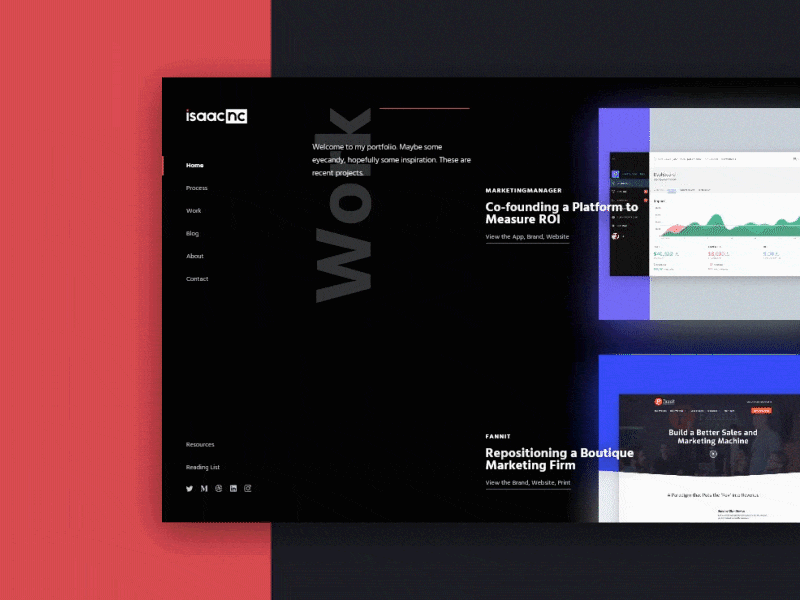 isaacnc
Home
Process
Work
Blog
About
Contact
Resources
Reading List
Work
Welcome to my portfolio. Maybe some
eyecandy, hopefully some inspiration. These are
recent projects.
MARKETINGMANAGER
Co-founding a Platform to
Measure ROI
View the App, Brand, Website
Dashboard
FANNIT
Repositioning a Boutique
Marketing Firm
View the Brand, Website, Print
Build a Better Sales and
Marketing Machine